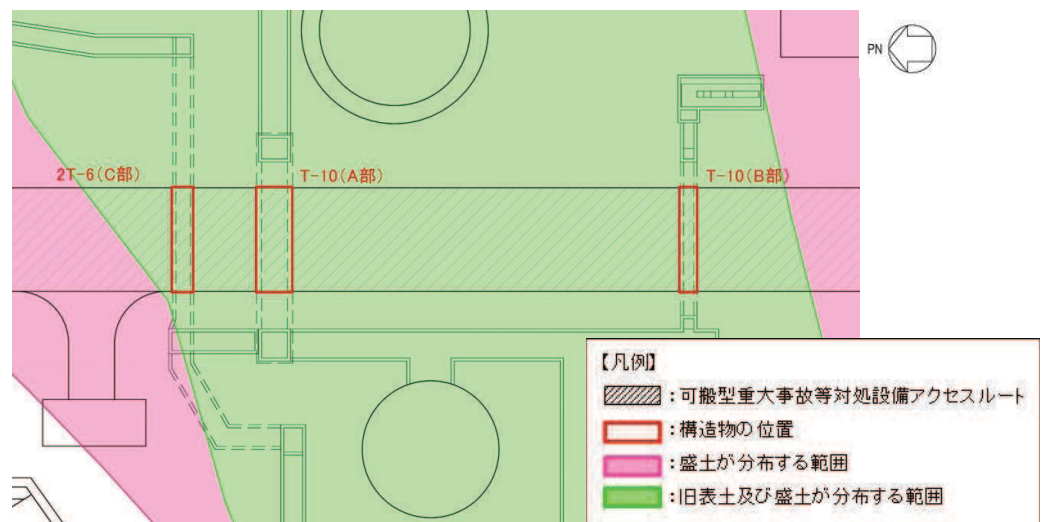 PN
2T-6(C部)
T-10(A部)
T-10(B部)
【凡例】
:可搬型重大事故等対処設備アクセスルート
:構造物の位置
:盛土が分布する範囲
:旧表土及び盛土が分布する範囲